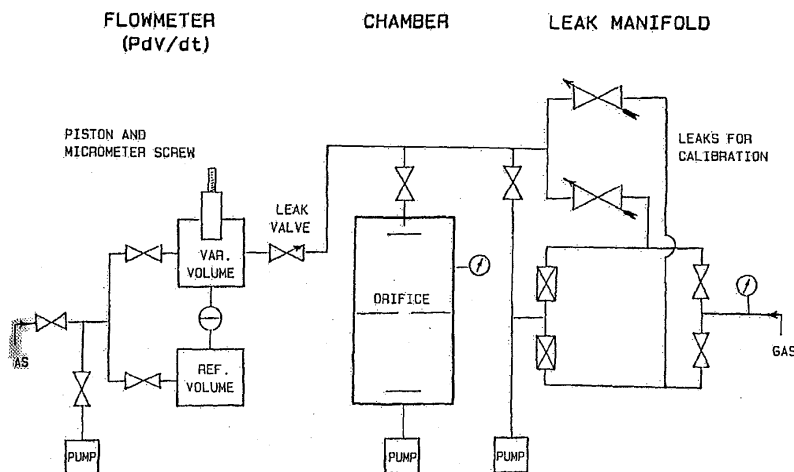 FLOWMETER
(PdV/dt)
CHAMBER
LEAK MANIFOLD
PISTON AND
MICROMETER SCREW
LEAK
VALVE
LEAKS FOR
CALIBRATION
VAR.
VOLUME
ORIFICE
REF.
VOLUME
AS
GAS
PUMP
PUMP
PUMP